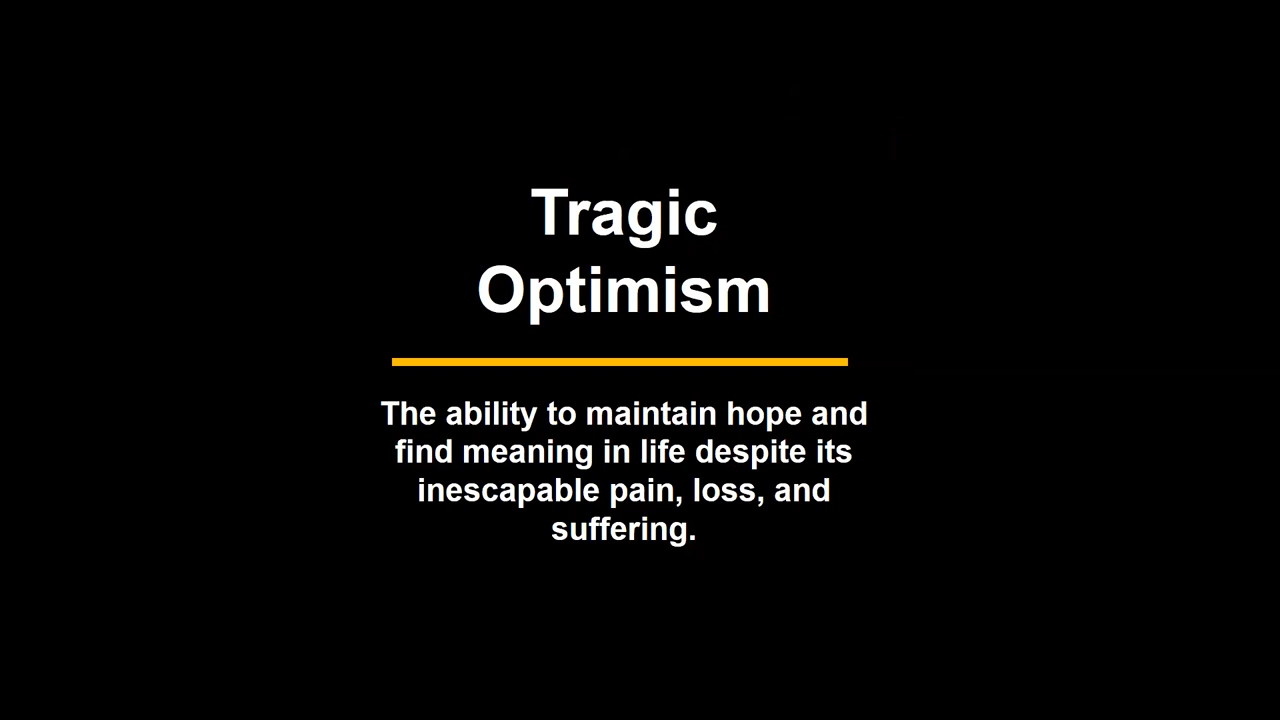 Tragic
Optimism
The ability to maintain hope and
find meaning in life despite its
inescapable pain, loss, and
suffering.